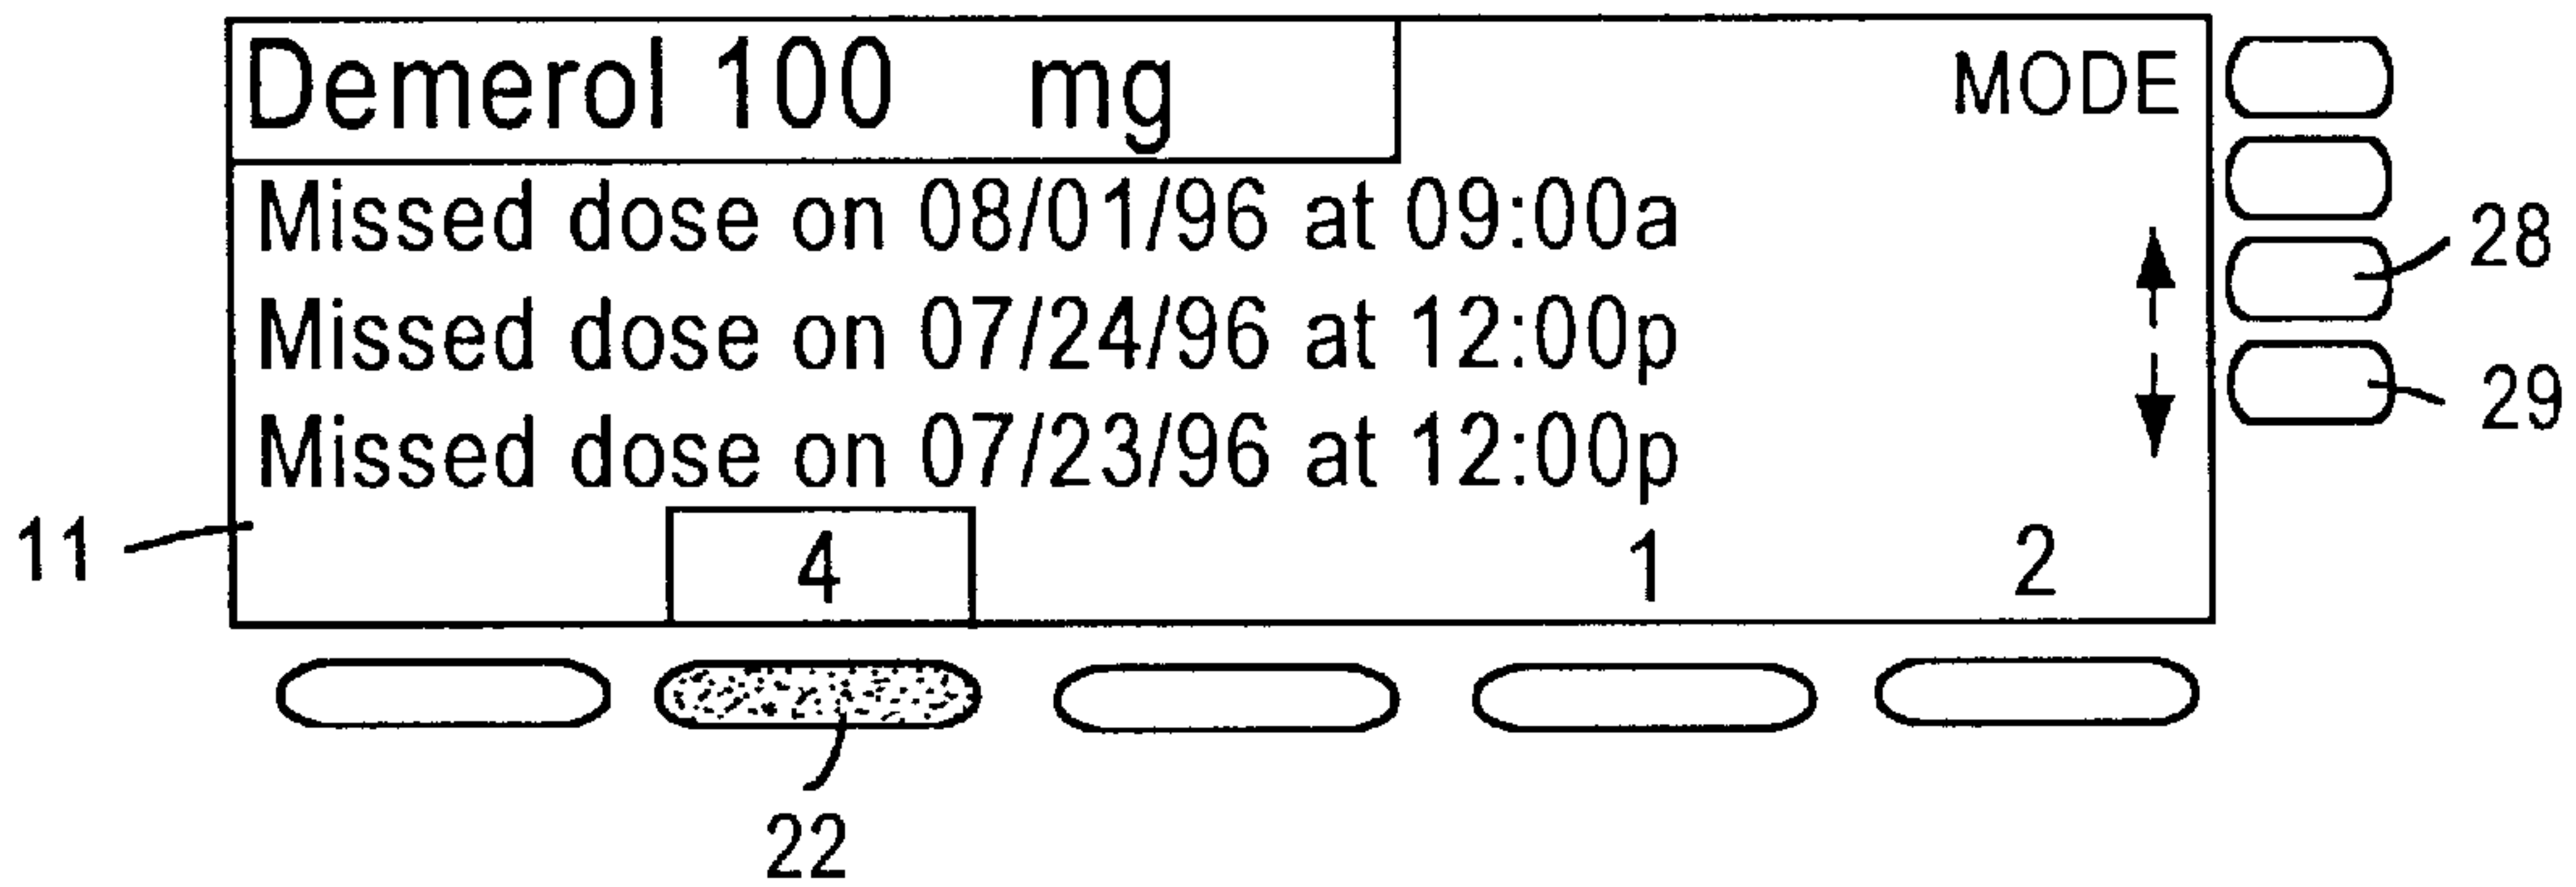 Demerol 100 mg MODE
Missed dose on 08/01/96 at 09:00a
28
Missed dose on 07/24/96 at 12:00p
29
Missed dose on 07/23/96 at 12:00p
11
4 1 2
22